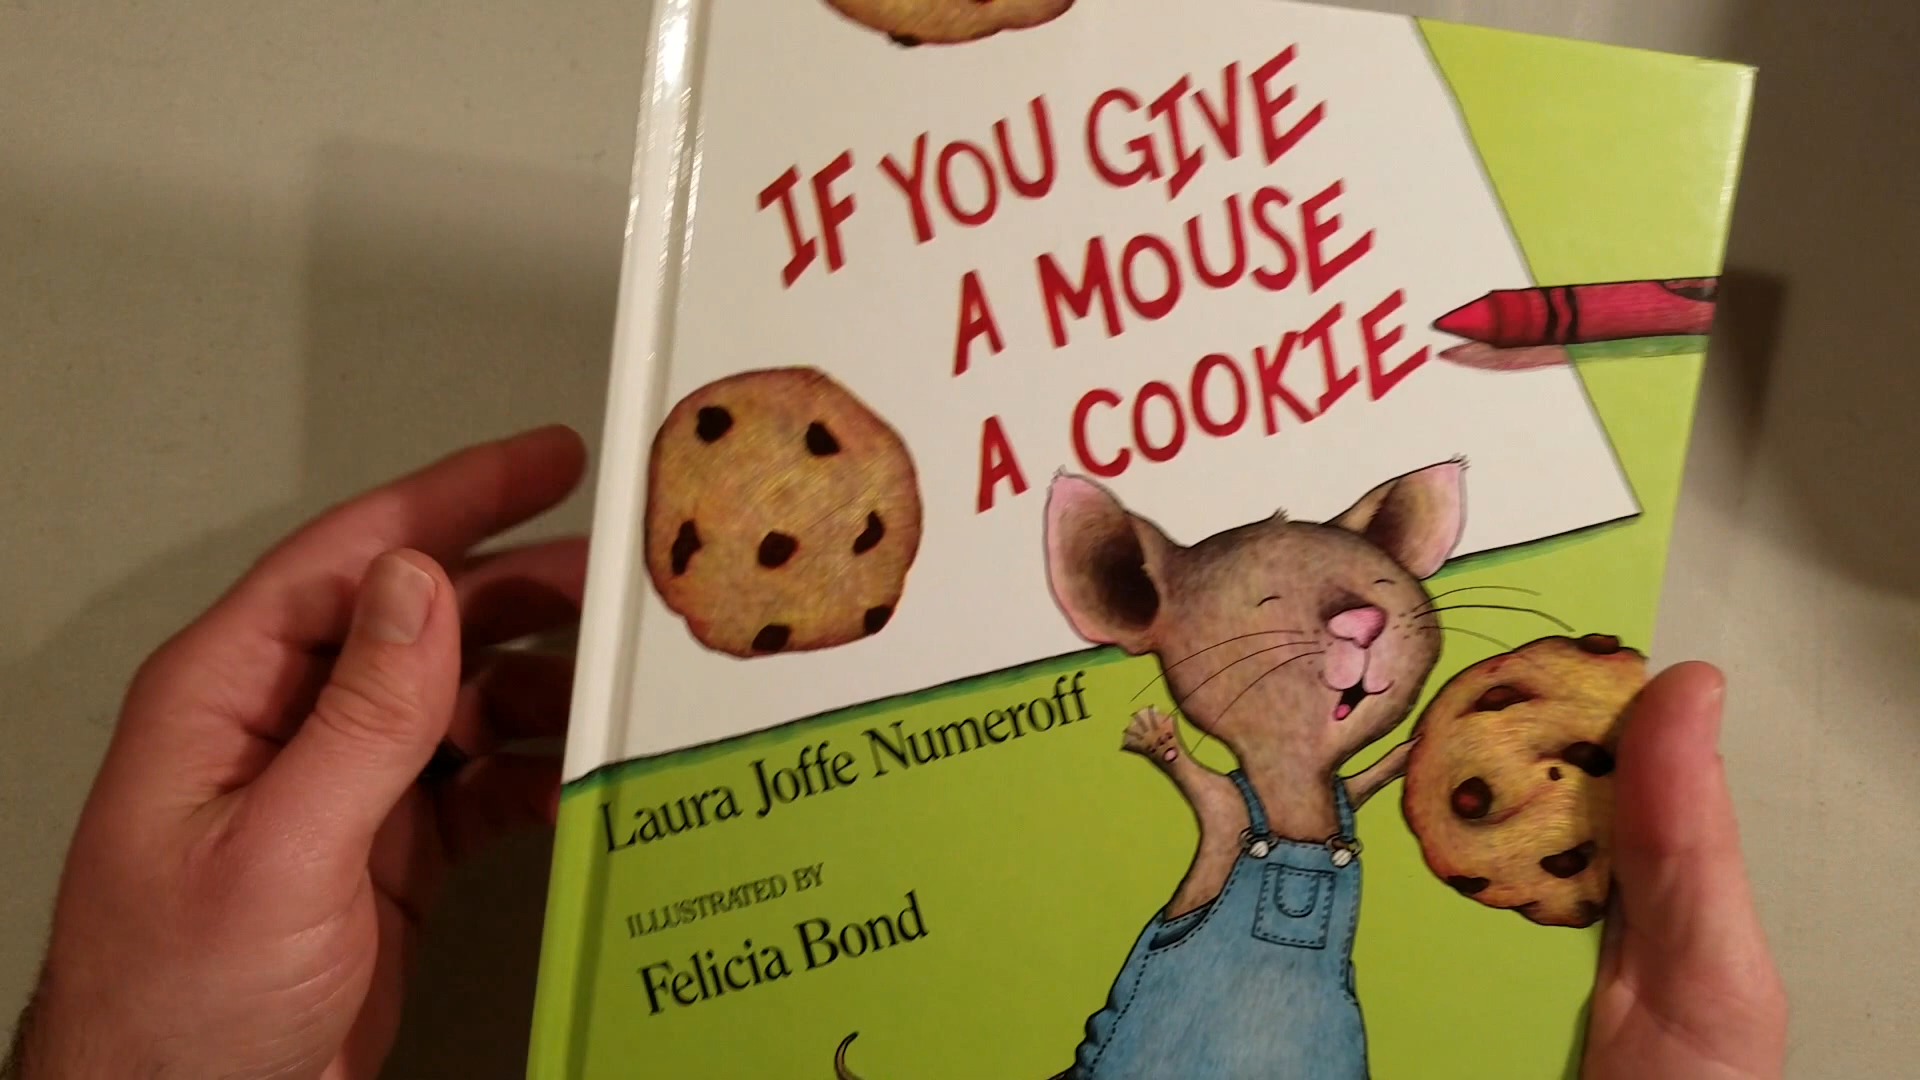 IF YOU GIVE
A MOUSE
A COOKIE
Laura Joffe Numeroff
ILLUSTRATED BY
Felicia Bond